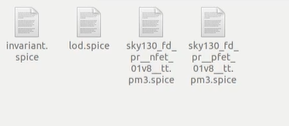 invariant.
spice
lod.spice
sky130_fd_
pr__nfet_
01v8__tt.
pm3.spice
sky130_fd_
pr__pfet_
01v8__tt.
pm3.spice